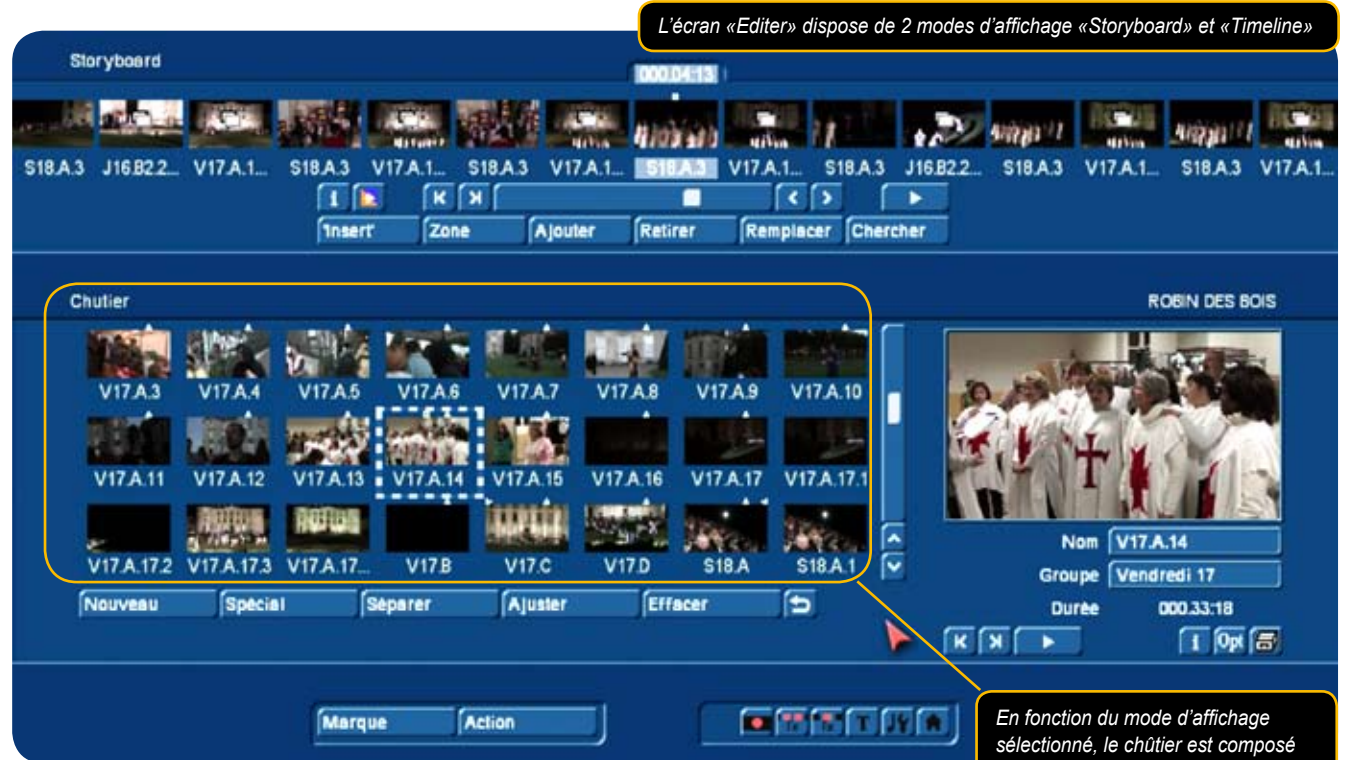 L'écran «Editer» dispose de 2 modes d'affichage «Storyboard» et «Timeline»
Storyboard
000.04:13
S18.A.3 J16.B2.2... V17.A.1... S18.A.3 V17.A.1... S18.A.3 V17.A.1... S18.A.3 V17.A.1... S18.A.3 J16.B2.2... S18.A.3 V17.A.1... S18.A.3 V17.A.1...
i
'Insert' Zone Ajouter Retirer Remplacer Chercher
Chutier
V17.A.3 V17.A.4 V17.A.5 V17.A.6 V17.A.7 V17.A.8 V17.A.9 V17.A.10
V17.A.11 V17.A.12 V17.A.13 V17.A.14 V17.A.15 V17.A.16 V17.A.17 V17.A.17.1
V17.A.17.2 V17.A.17.3 V17.A.17... V17.B V17.C V17.D S18.A S18.A.1
Nouveau Spécial Séparer Ajuster Effacer
ROBIN DES BOIS
Nom V17.A.14
Groupe Vendredi 17
Durée 000.33:18
i Opt
Marque Action
T
En fonction du mode d'affichage
sélectionné, le chûtier est composé